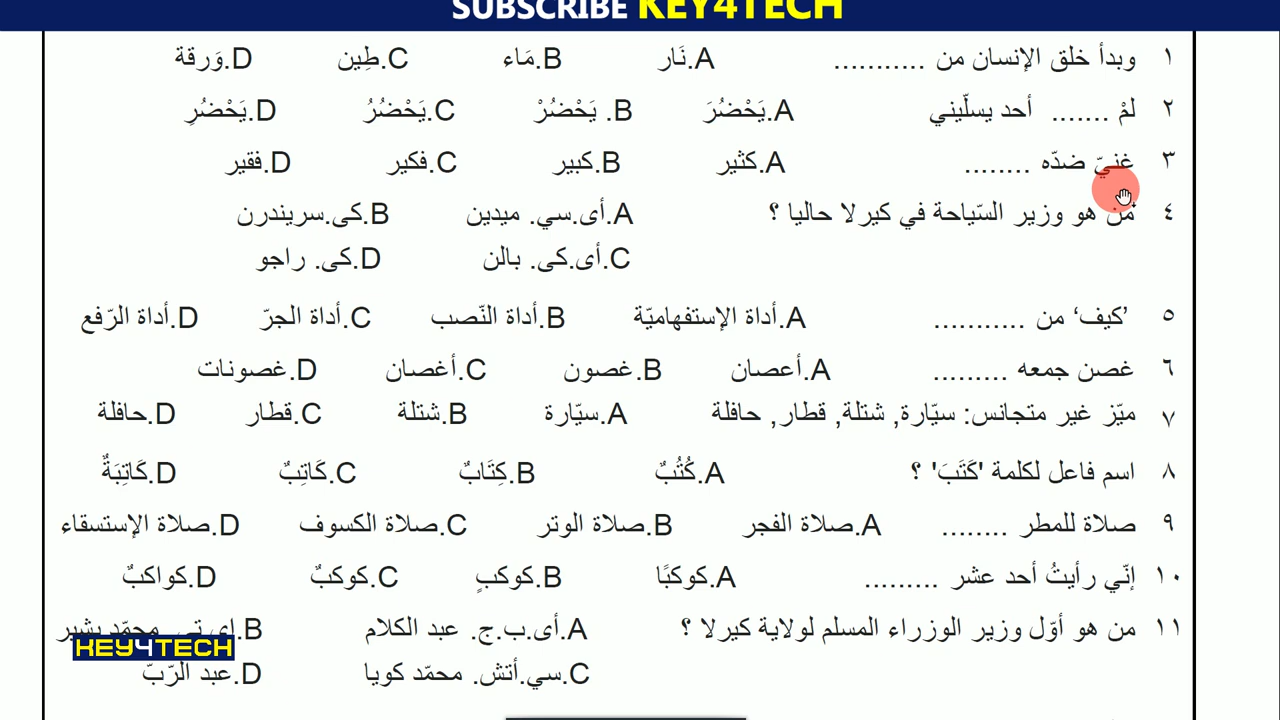 SUBSCRIBE KEY4TECH
١ وبدأ خلق الإنسان من ........... A.نَار B.مَاء C.طِين D.وَرقة
٢ لمْ ....... أحد يسلّيني A.يَحْضُرَ B. يَحْضُرْ C.يَحْضُرُ D.يَحْضُرِ
٣ غنيّ ضدّه ........ A.كثير B.كبير C.فكير D.فقير
٤ مَن هو وزير السّياحة في كيرلا حاليا ؟ A.أى.سي. ميدين B.كى.سريندرن
C.أى.كى. بالن D.كى. راجو
٥ ’كيف‘ من ........... A.أداة الإستفهاميّة B.أداة النّصب C.أداة الجرّ D.أداة الرّفع
٦ غصن جمعه ......... A.أعصان B.غصون C.أغصان D.غصونات
٧ ميّز غير متجانس: سيّارة, شتلة, قطار, حافلة A.سيّارة B.شتلة C.قطار D.حافلة
٨ اسم فاعل لكلمة 'كَتَبَ' ؟ A.كُتُبٌ B.كِتَابٌ C.كَاتِبٌ D.كَاتِبَةٌ
٩ صلاة للمطر ........ A.صلاة الفجر B.صلاة الوتر C.صلاة الكسوف D.صلاة الإستسقاء
١٠ إنّي رأيتُ أحد عشر ......... A.كوكبًا B.كوكبٍ C.كوكبٌ D.كواكبٌ
١١ من هو أوّل وزير الوزراء المسلم لولاية كيرلا ؟ A.أى.ب.ج. عبد الكلام B.اى تى محمّد بشير
C.سي.أتش. محمّد كويا D.عبد الرّبّ
KEY4TECH